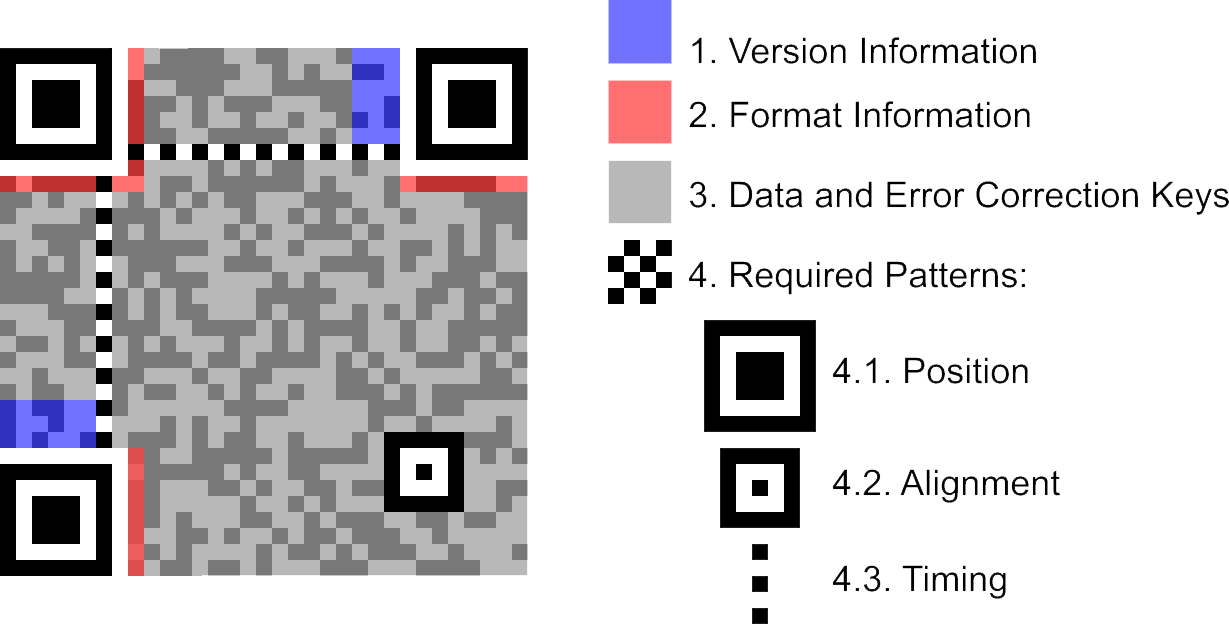 1. Version Information
2. Format Information
3. Data and Error Correction Keys
4. Required Patterns:
4.1. Position
4.2. Alignment
4.3. Timing